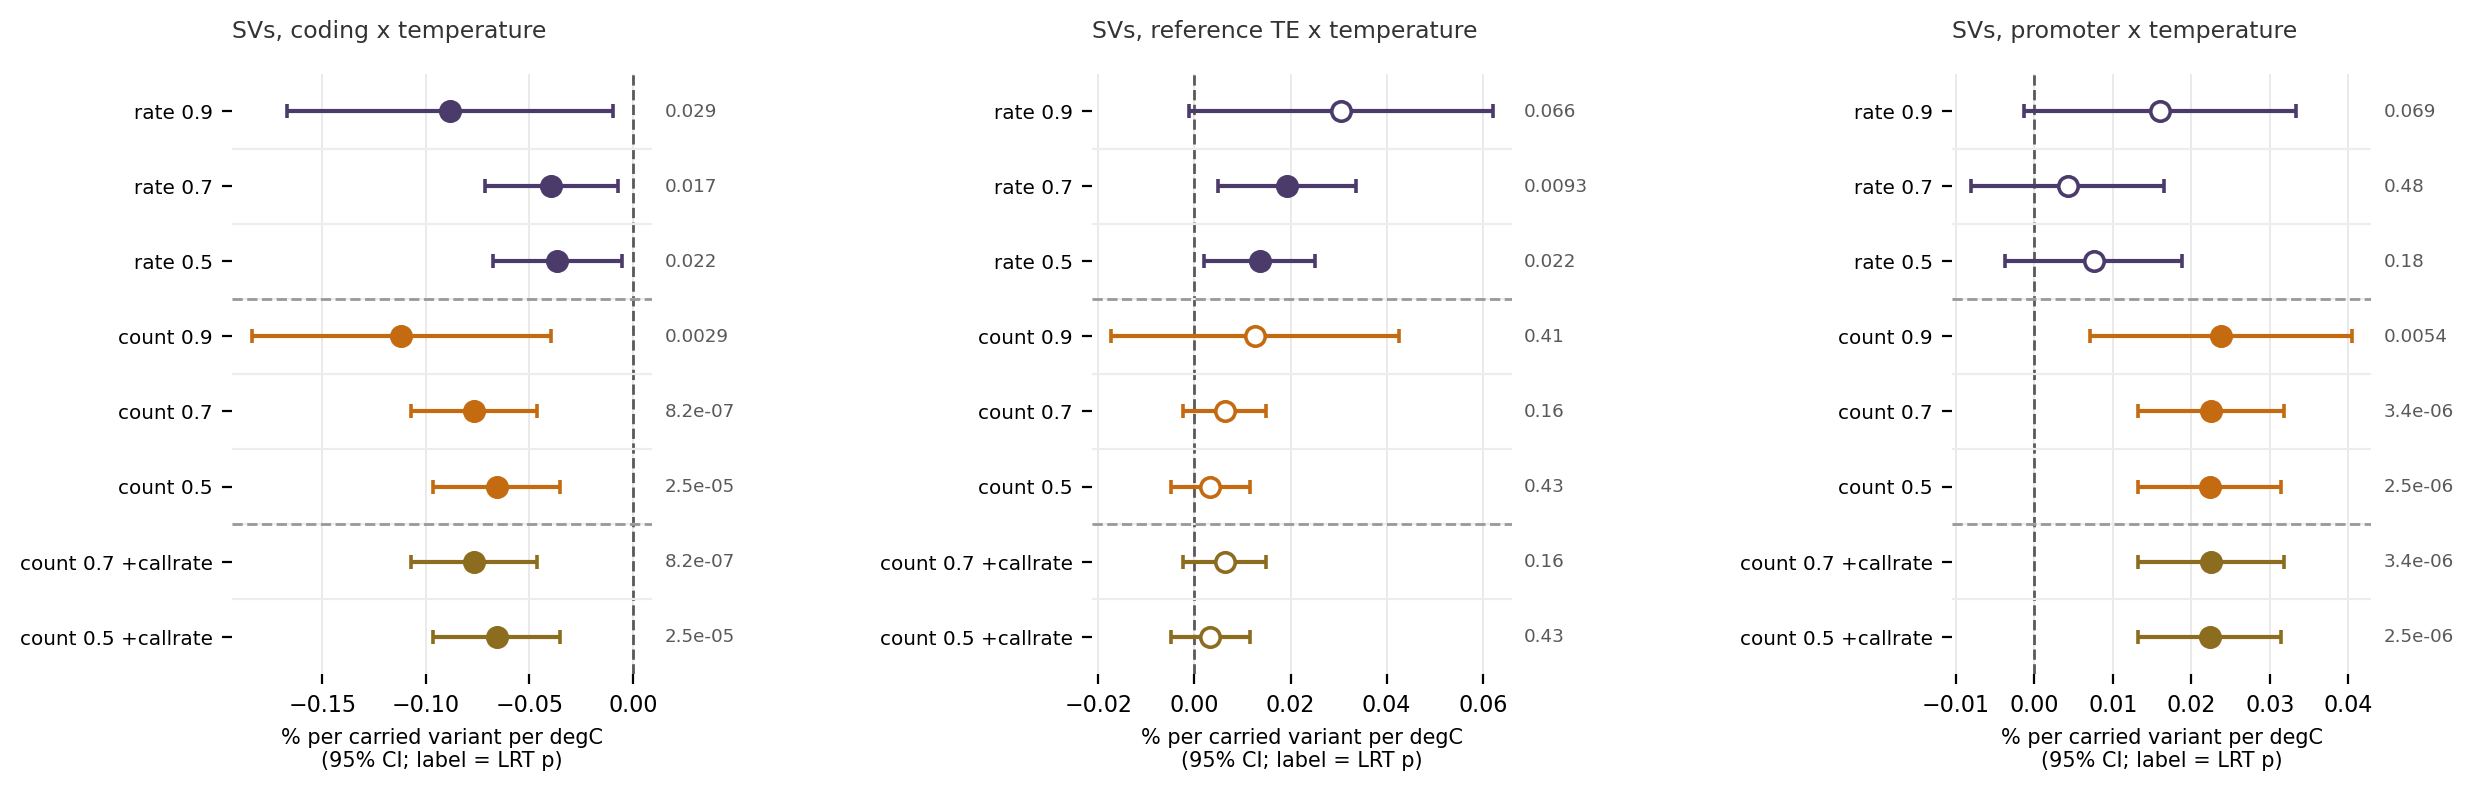 SVs, coding x temperature
rate 0.9
0.029
rate 0.7
0.017
rate 0.5
0.022
count 0.9
0.0029
count 0.7
8.2e-07
count 0.5
2.5e-05
count 0.7 +callrate
8.2e-07
count 0.5 +callrate
2.5e-05
−0.15 −0.10 −0.05 0.00
% per carried variant per degC
(95% CI; label = LRT p)
SVs, reference TE x temperature
rate 0.9
0.066
rate 0.7
0.0093
rate 0.5
0.022
count 0.9
0.41
count 0.7
0.16
count 0.5
0.43
count 0.7 +callrate
0.16
count 0.5 +callrate
0.43
−0.02 0.00 0.02 0.04 0.06
% per carried variant per degC
(95% CI; label = LRT p)
SVs, promoter x temperature
rate 0.9
0.069
rate 0.7
0.48
rate 0.5
0.18
count 0.9
0.0054
count 0.7
3.4e-06
count 0.5
2.5e-06
count 0.7 +callrate
3.4e-06
count 0.5 +callrate
2.5e-06
−0.01 0.00 0.01 0.02 0.03 0.04
% per carried variant per degC
(95% CI; label = LRT p)